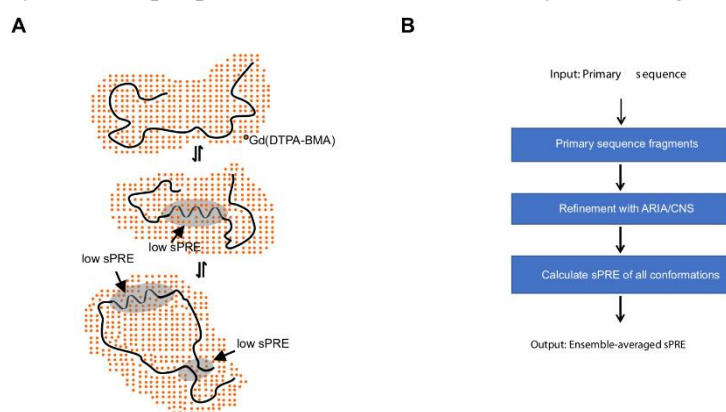 A
B
°Gd(DTPA-BMA)
low sPRE
low sPRE
low sPRE
Input: Primary sequence
Primary sequence fragments
Refinement with ARIA/CNS
Calculate sPRE of all conformations
Output: Ensemble-averaged sPRE